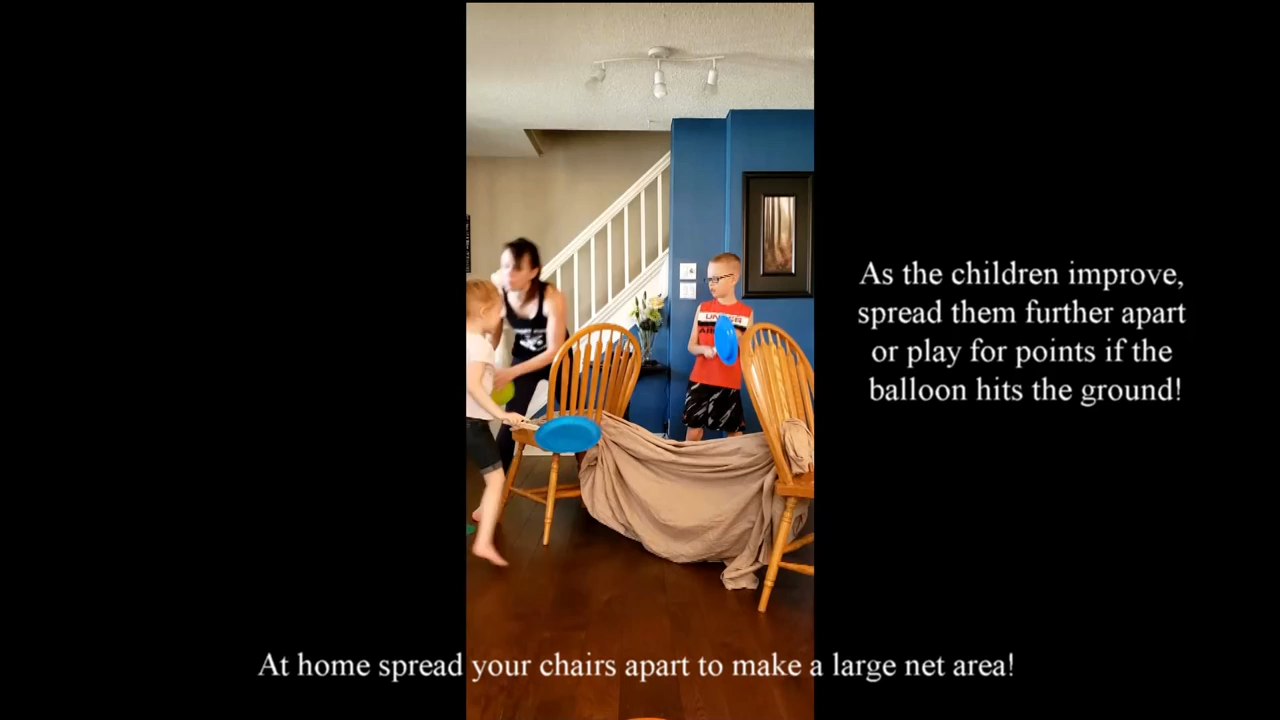 As the children improve,
spread them further apart
or play for points if the
balloon hits the ground!
UNDER
At home spread your chairs apart to make a large net area!